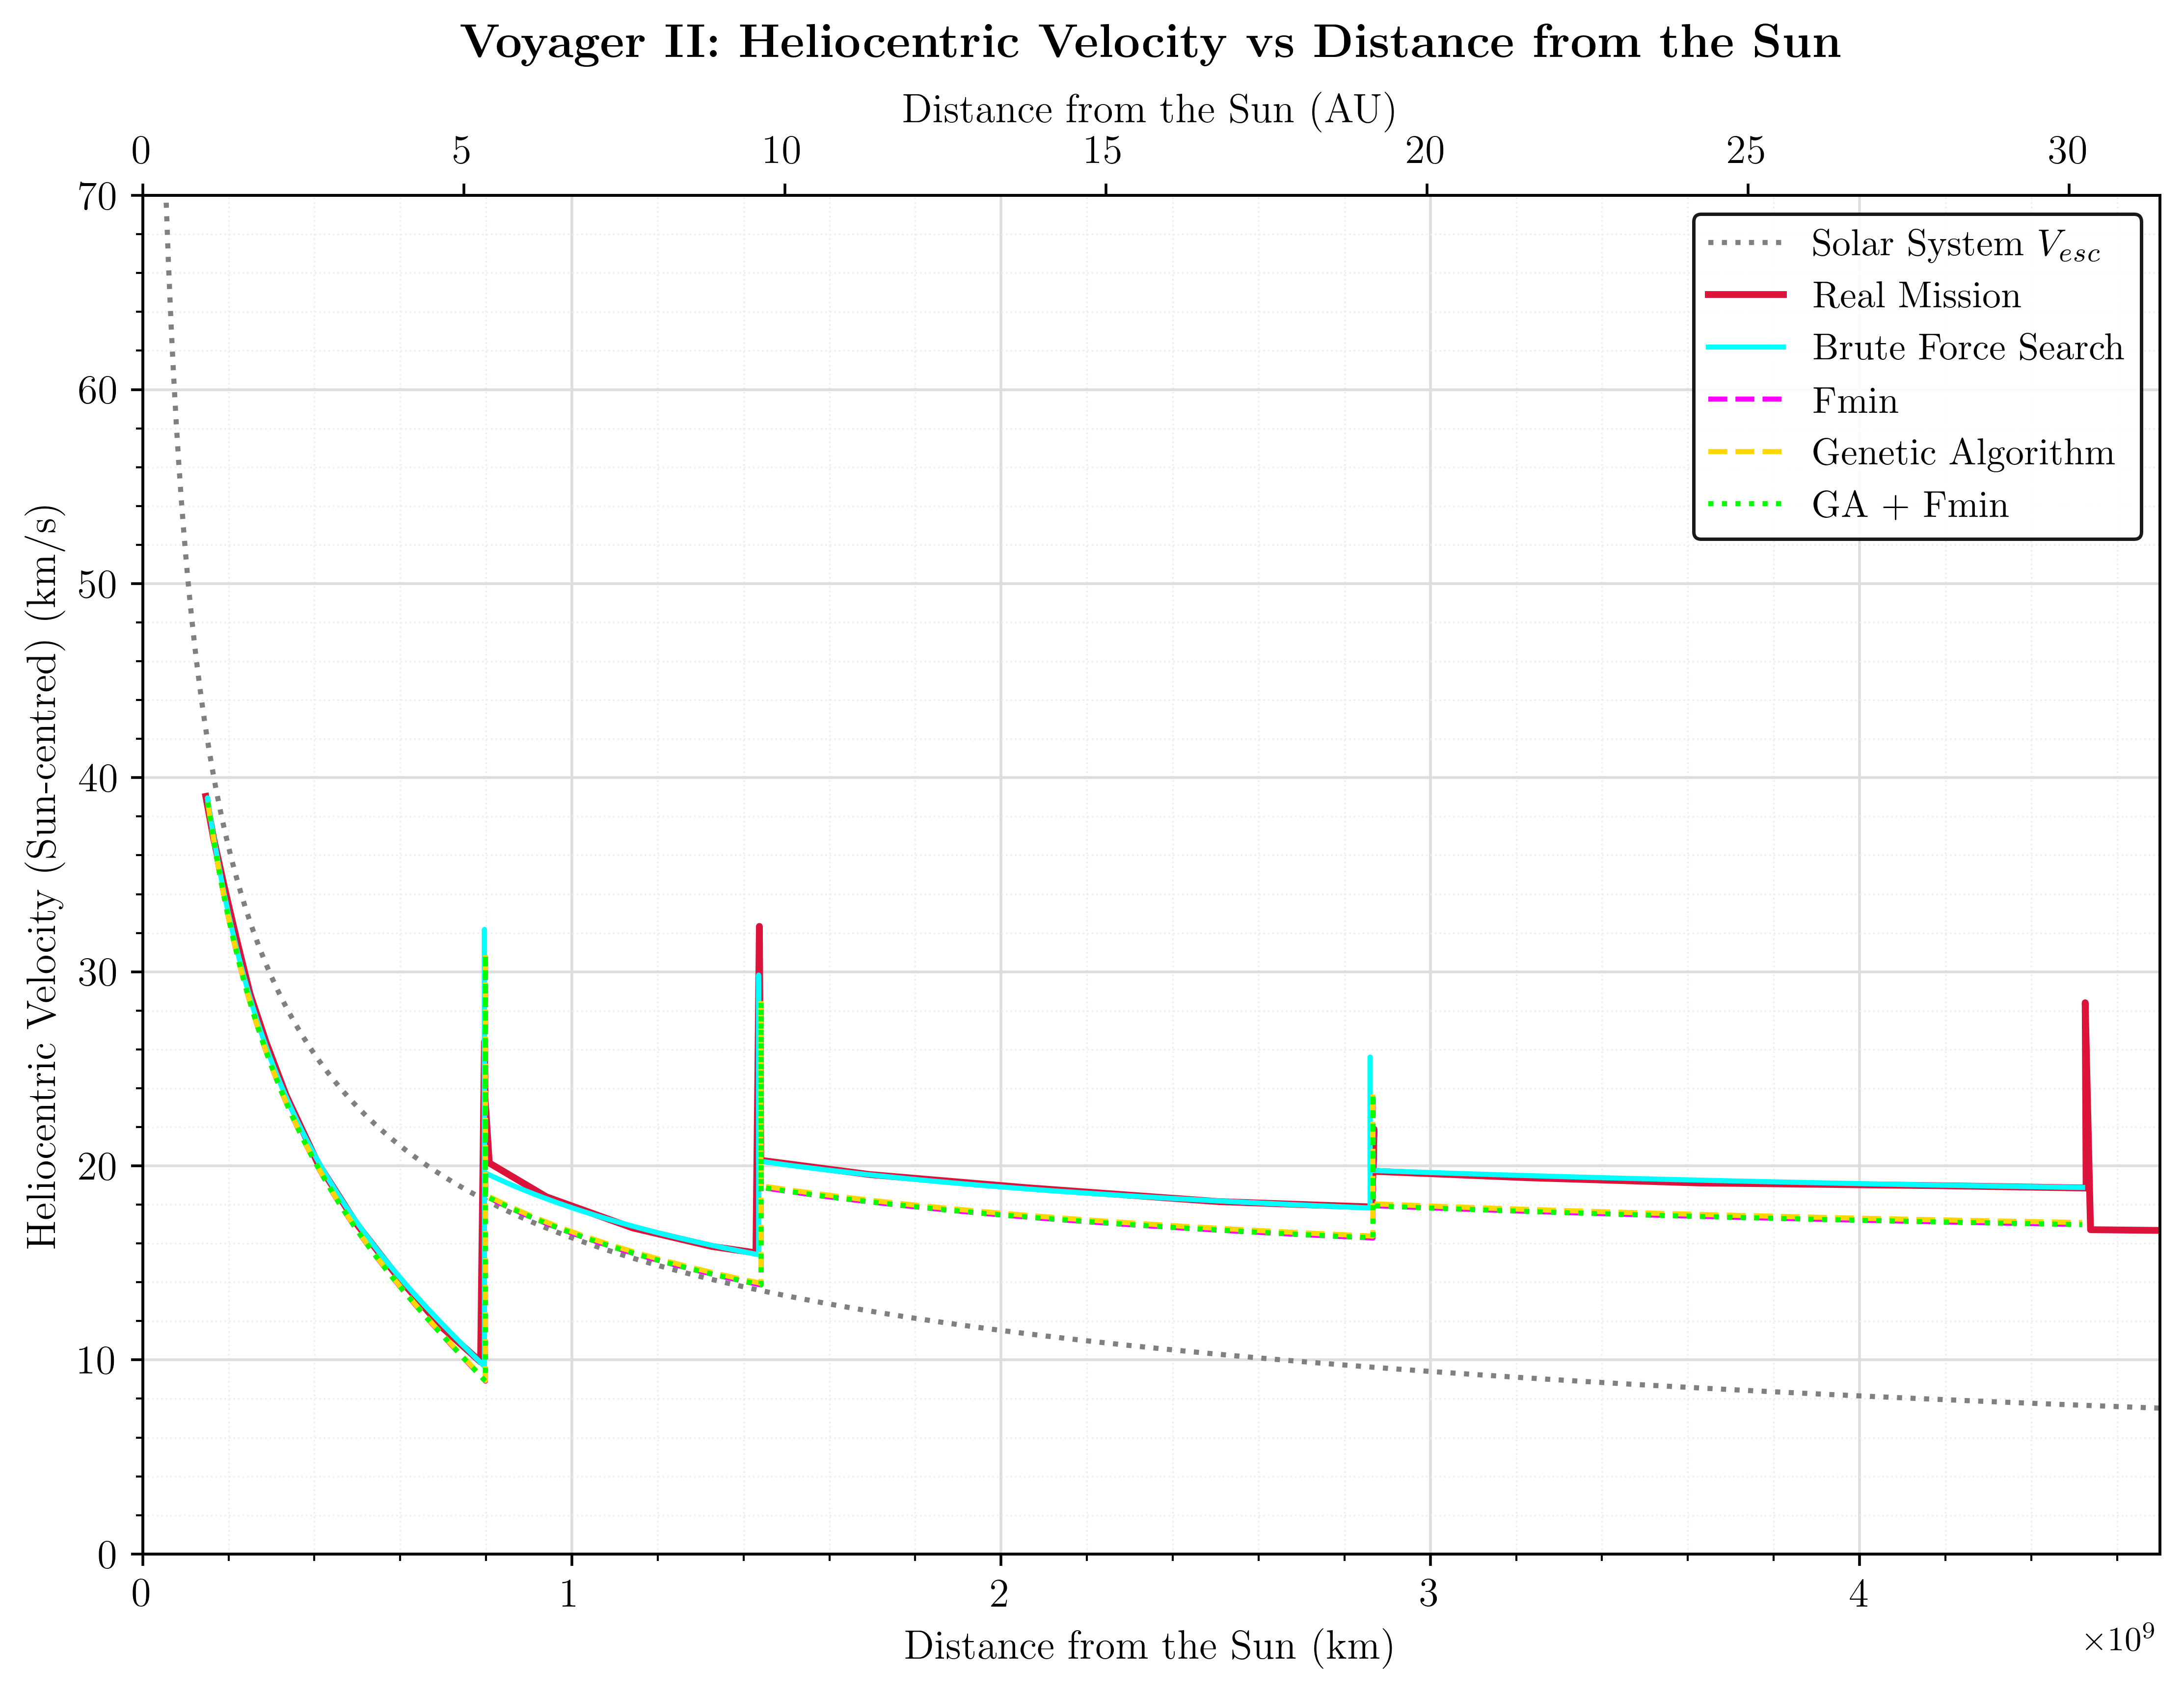 Voyager II: Heliocentric Velocity vs Distance from the Sun
Distance from the Sun (AU)
0 5 10 15 20 25 30
70
60
50
40
30
20
10
0
Heliocentric Velocity (Sun-centred) (km/s)
Solar System V_esc
Real Mission
Brute Force Search
Fmin
Genetic Algorithm
GA + Fmin
0 1 2 3 4
×10⁹
Distance from the Sun (km)